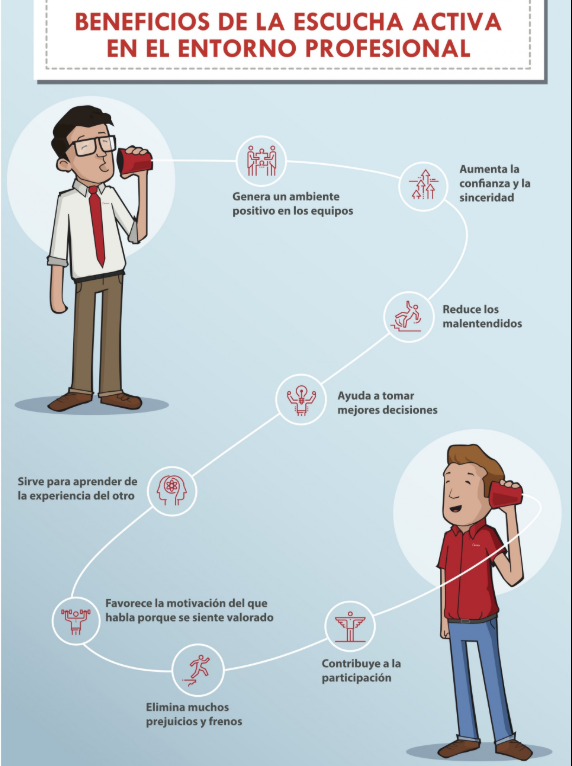 BENEFICIOS DE LA ESCUCHA ACTIVA
EN EL ENTORNO PROFESIONAL
Genera un ambiente
positivo en los equipos
Aumenta la
confianza y la
sinceridad
Reduce los
malentendidos
Ayuda a tomar
mejores decisiones
Sirve para aprender de
la experiencia del otro
Favorece la motivación del que
habla porque se siente valorado
Elimina muchos
prejuicios y frenos
Contribuye a la
participación